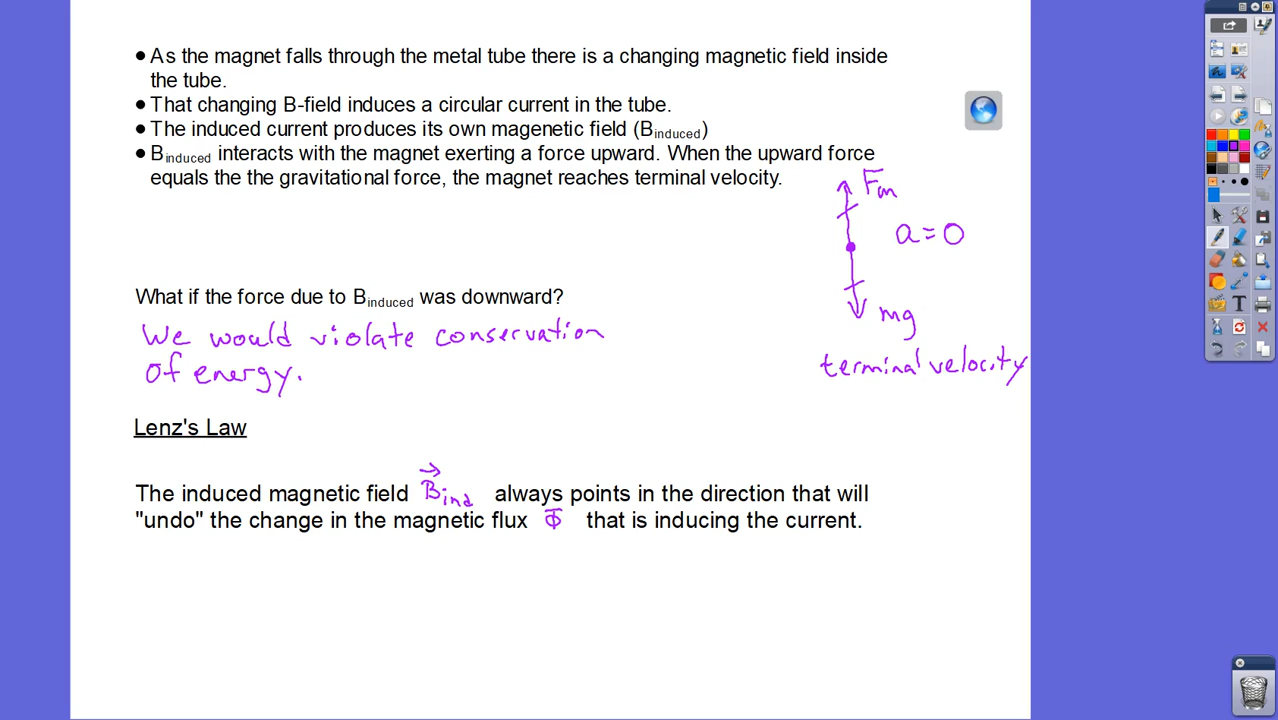 ● As the magnet falls through the metal tube there is a changing magnetic field inside
the tube.
● That changing B-field induces a circular current in the tube.
● The induced current produces its own magenetic field (Binduced)
● Binduced interacts with the magnet exerting a force upward. When the upward force
equals the the gravitational force, the magnet reaches terminal velocity.
Fm
a = 0
mg
terminal velocity
What if the force due to Binduced was downward?
We would violate conservation
of energy.
Lenz's Law
The induced magnetic field B⃗ind always points in the direction that will
"undo" the change in the magnetic flux Φ that is inducing the current.